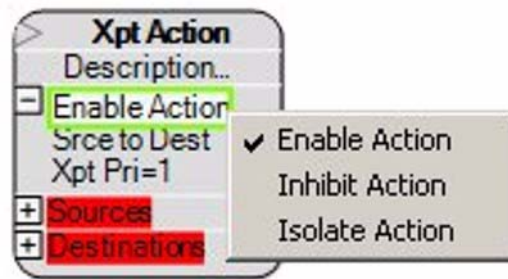 Xpt Action
Description...
Enable Action
Srce to Dest
Xpt Pri=1
Sources
Destinations
Enable Action
Inhibit Action
Isolate Action